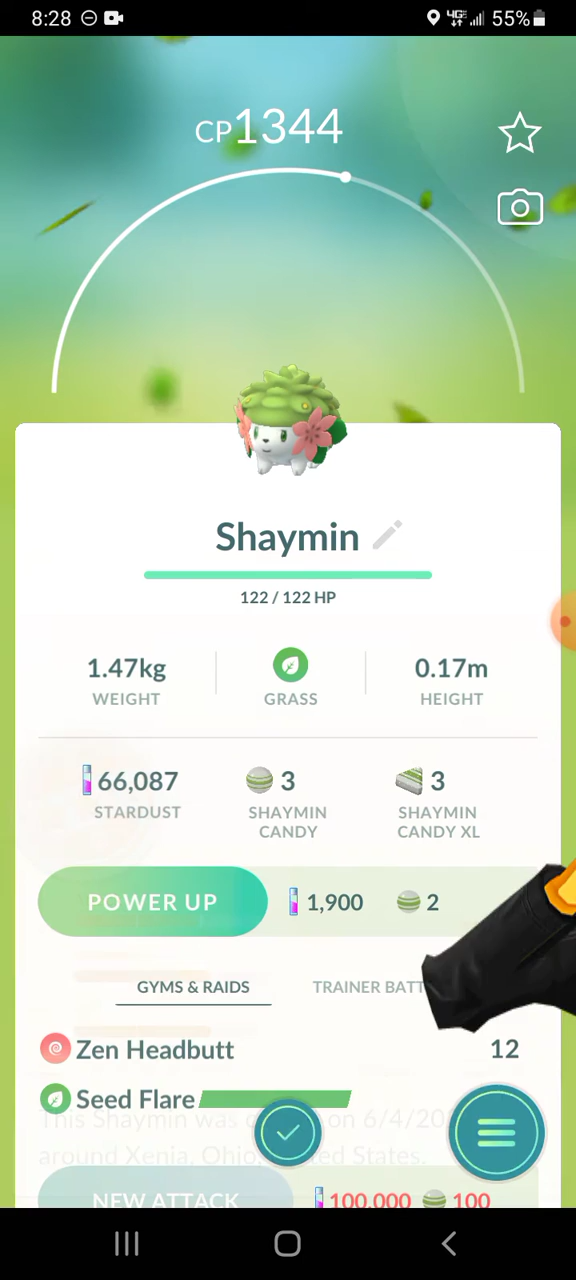 8:28 4GE 55%
CP1344
Shaymin
122 / 122 HP
1.47kg 0.17m
WEIGHT GRASS HEIGHT
66,087 3 3
STARDUST SHAYMIN CANDY SHAYMIN CANDY XL
POWER UP 1,900 2
GYMS & RAIDS TRAINER BATT
Zen Headbutt 12
Seed Flare
This Shaymin was on 6/4/20
around Xenia, Ohio, United States.
NEW ATTACK 100,000 100